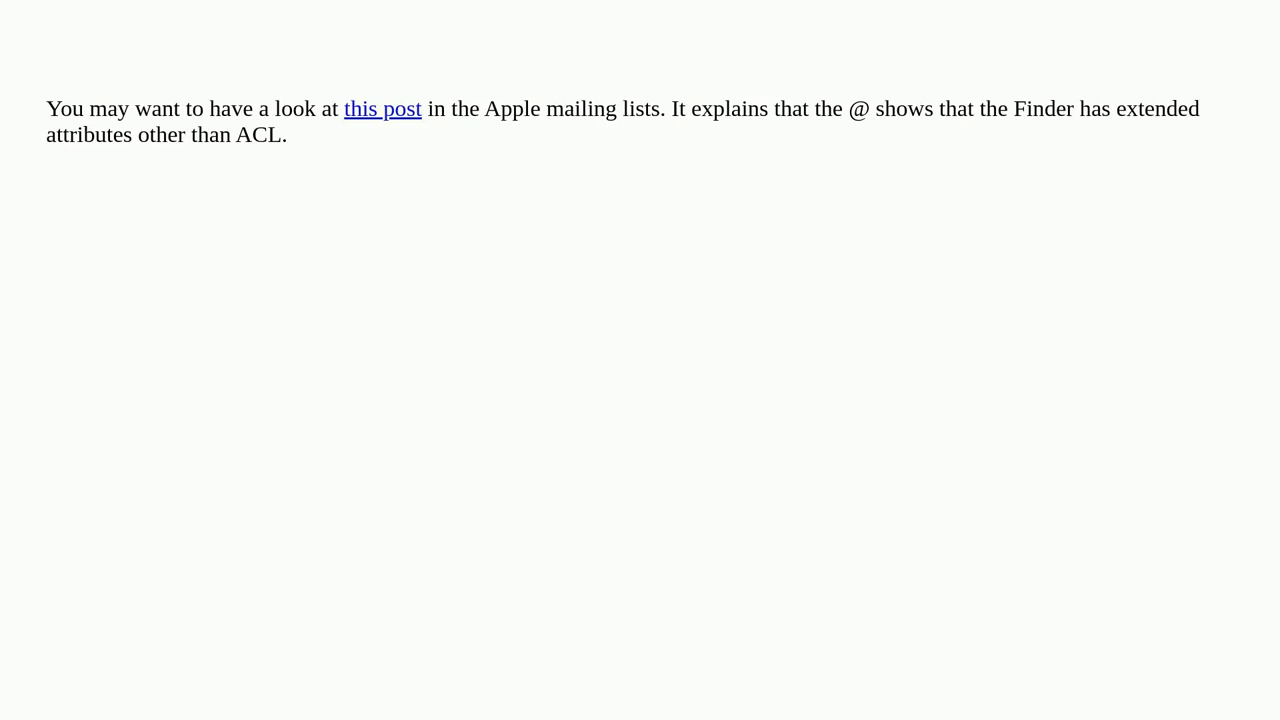 You may want to have a look at this post in the Apple mailing lists. It explains that the @ shows that the Finder has extended
attributes other than ACL.